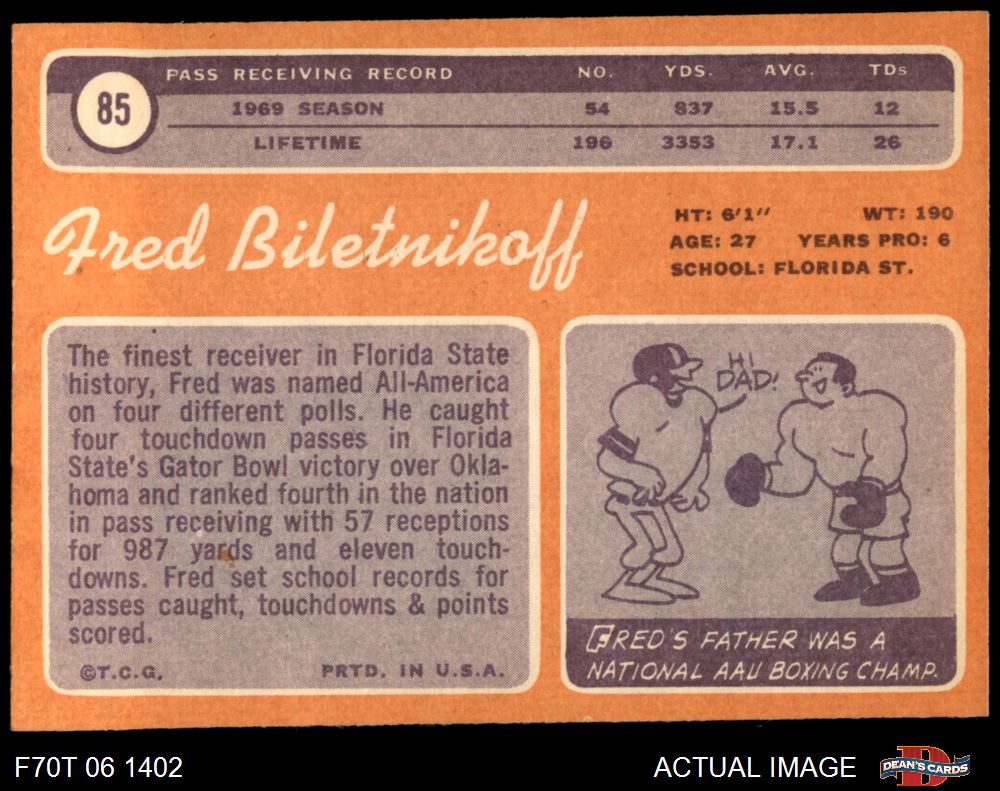 85
PASS RECEIVING RECORD NO. YDS. AVG. TDs
1969 SEASON 54 837 15.5 12
LIFETIME 196 3353 17.1 26
Fred Biletnikoff
HT: 6'1" WT: 190
AGE: 27 YEARS PRO: 6
SCHOOL: FLORIDA ST.
The finest receiver in Florida State
history, Fred was named All-America
on four different polls. He caught
four touchdown passes in Florida
State's Gator Bowl victory over Okla-
homa and ranked fourth in the nation
in pass receiving with 57 receptions
for 987 yards and eleven touch-
downs. Fred set school records for
passes caught, touchdowns & points
scored.
©T.C.G. PRTD. IN U.S.A.
HI
DAD!
FRED'S FATHER WAS A
NATIONAL AAU BOXING CHAMP.
F70T 06 1402 ACTUAL IMAGE
D
DEAN'S CARDS